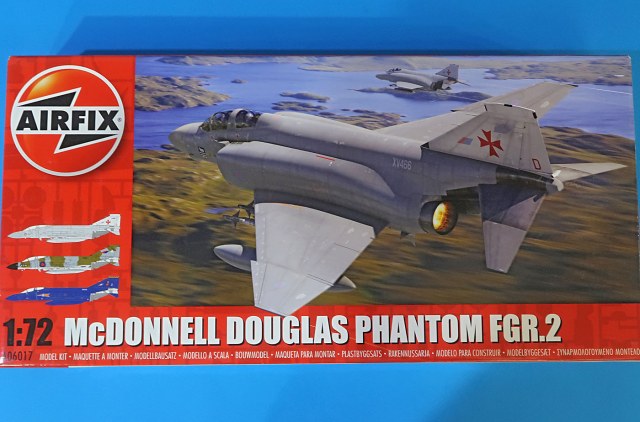 AIRFIX
XV466
D
1:72 McDONNELL DOUGLAS PHANTOM FGR.2
A06017 MODEL KIT • MAQUETTE A MONTER • MODELLBAUSATZ • MODELLO A SCALA • BOUWMODEL • MAQUETA PARA MONTAR • PLASTBYGGSATS • RAKENNUSSARJA • MODELO PARA CONSTRUIR • MODELBYGGESÆT • ΣΥΝΑΡΜΟΛΟΓΟΥΜΕΝΟ ΜΟΝΤΕΛΟ